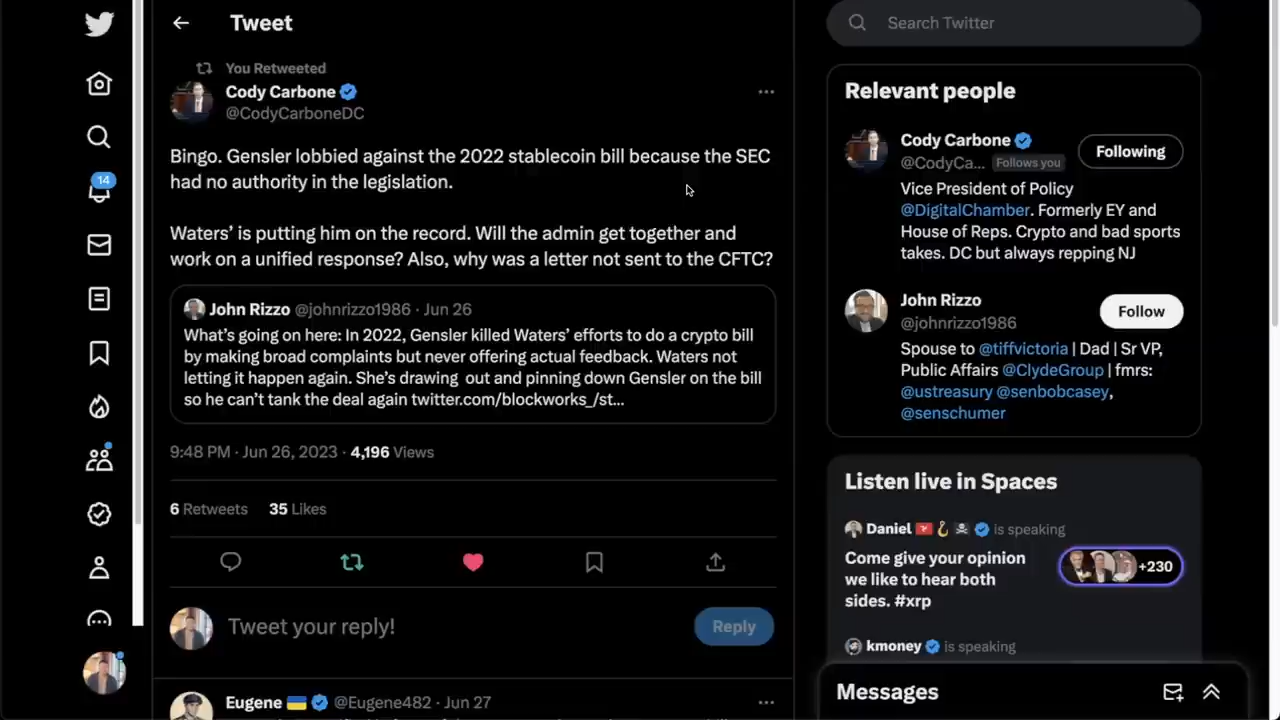 Tweet
You Retweeted
Cody Carbone
@CodyCarboneDC
Bingo. Gensler lobbied against the 2022 stablecoin bill because the SEC
had no authority in the legislation.
Waters' is putting him on the record. Will the admin get together and
work on a unified response? Also, why was a letter not sent to the CFTC?
John Rizzo @johnrizzo1986 · Jun 26
What's going on here: In 2022, Gensler killed Waters' efforts to do a crypto bill
by making broad complaints but never offering actual feedback. Waters not
letting it happen again. She's drawing out and pinning down Gensler on the bill
so he can't tank the deal again twitter.com/blockworks_/st...
9:48 PM · Jun 26, 2023 · 4,196 Views
6 Retweets 35 Likes
Tweet your reply!
Reply
Eugene @Eugene482 · Jun 27
14
Search Twitter
Relevant people
Cody Carbone
@CodyCa... Follows you
Following
Vice President of Policy
@DigitalChamber. Formerly EY and
House of Reps. Crypto and bad sports
takes. DC but always repping NJ
John Rizzo
@johnrizzo1986
Follow
Spouse to @tiffvictoria | Dad | Sr VP,
Public Affairs @ClydeGroup | fmrs:
@ustreasury @senbobcasey,
@senschumer
Listen live in Spaces
Daniel is speaking
Come give your opinion
we like to hear both
sides. #xrp
+230
kmoney is speaking
Messages